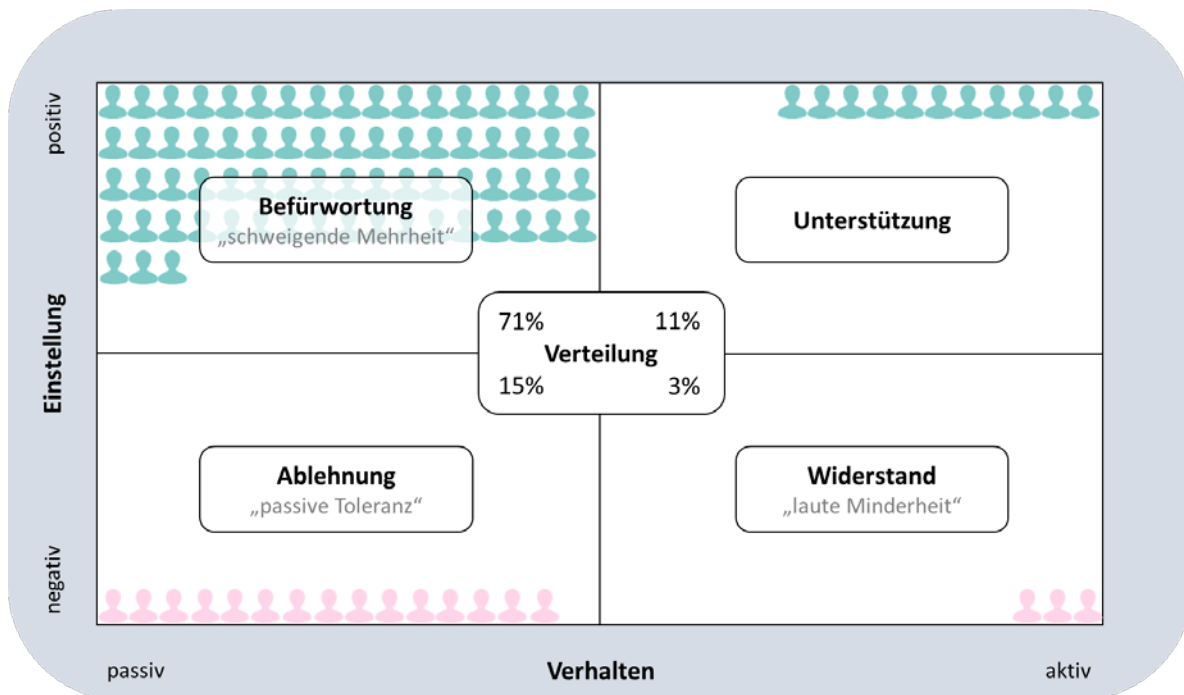 positiv
Befürwortung
„schweigende Mehrheit“
Unterstützung
Einstellung
71% 11%
Verteilung
15% 3%
Ablehnung
„passive Toleranz“
Widerstand
„laute Minderheit“
negativ
passiv Verhalten aktiv